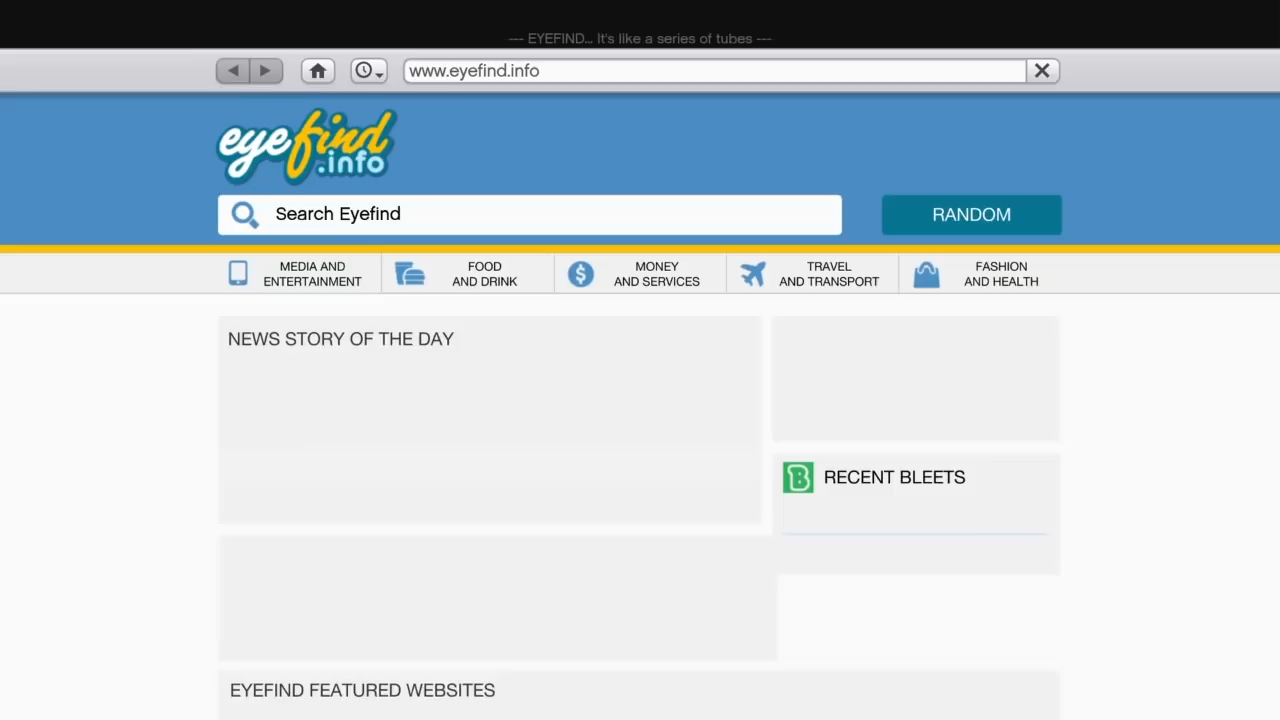 --- EYEFIND... It's like a series of tubes ---
www.eyefind.info
eyefind
.info
Search Eyefind
RANDOM
MEDIA AND
ENTERTAINMENT
FOOD
AND DRINK
MONEY
AND SERVICES
TRAVEL
AND TRANSPORT
FASHION
AND HEALTH
NEWS STORY OF THE DAY
B
RECENT BLEETS
EYEFIND FEATURED WEBSITES